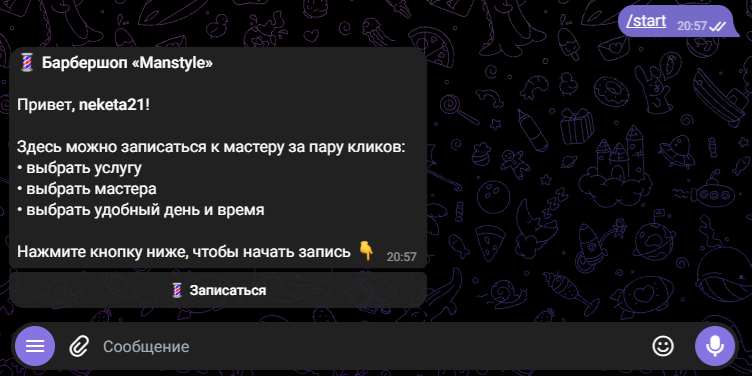 /start
20:57
💈 Барбершоп «Manstyle»
Привет, neketa21!
Здесь можно записаться к мастеру за пару кликов:
• выбрать услугу
• выбрать мастера
• выбрать удобный день и время
Нажмите кнопку ниже, чтобы начать запись 👇 20:57
💈 Записаться
Сообщение